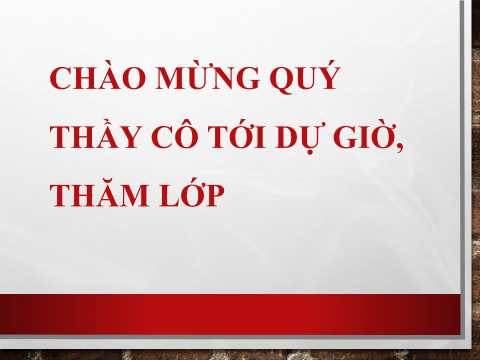 CHÀO MỪNG QUÝ
THẦY CÔ TỚI DỰ GIỜ,
THĂM LỚP